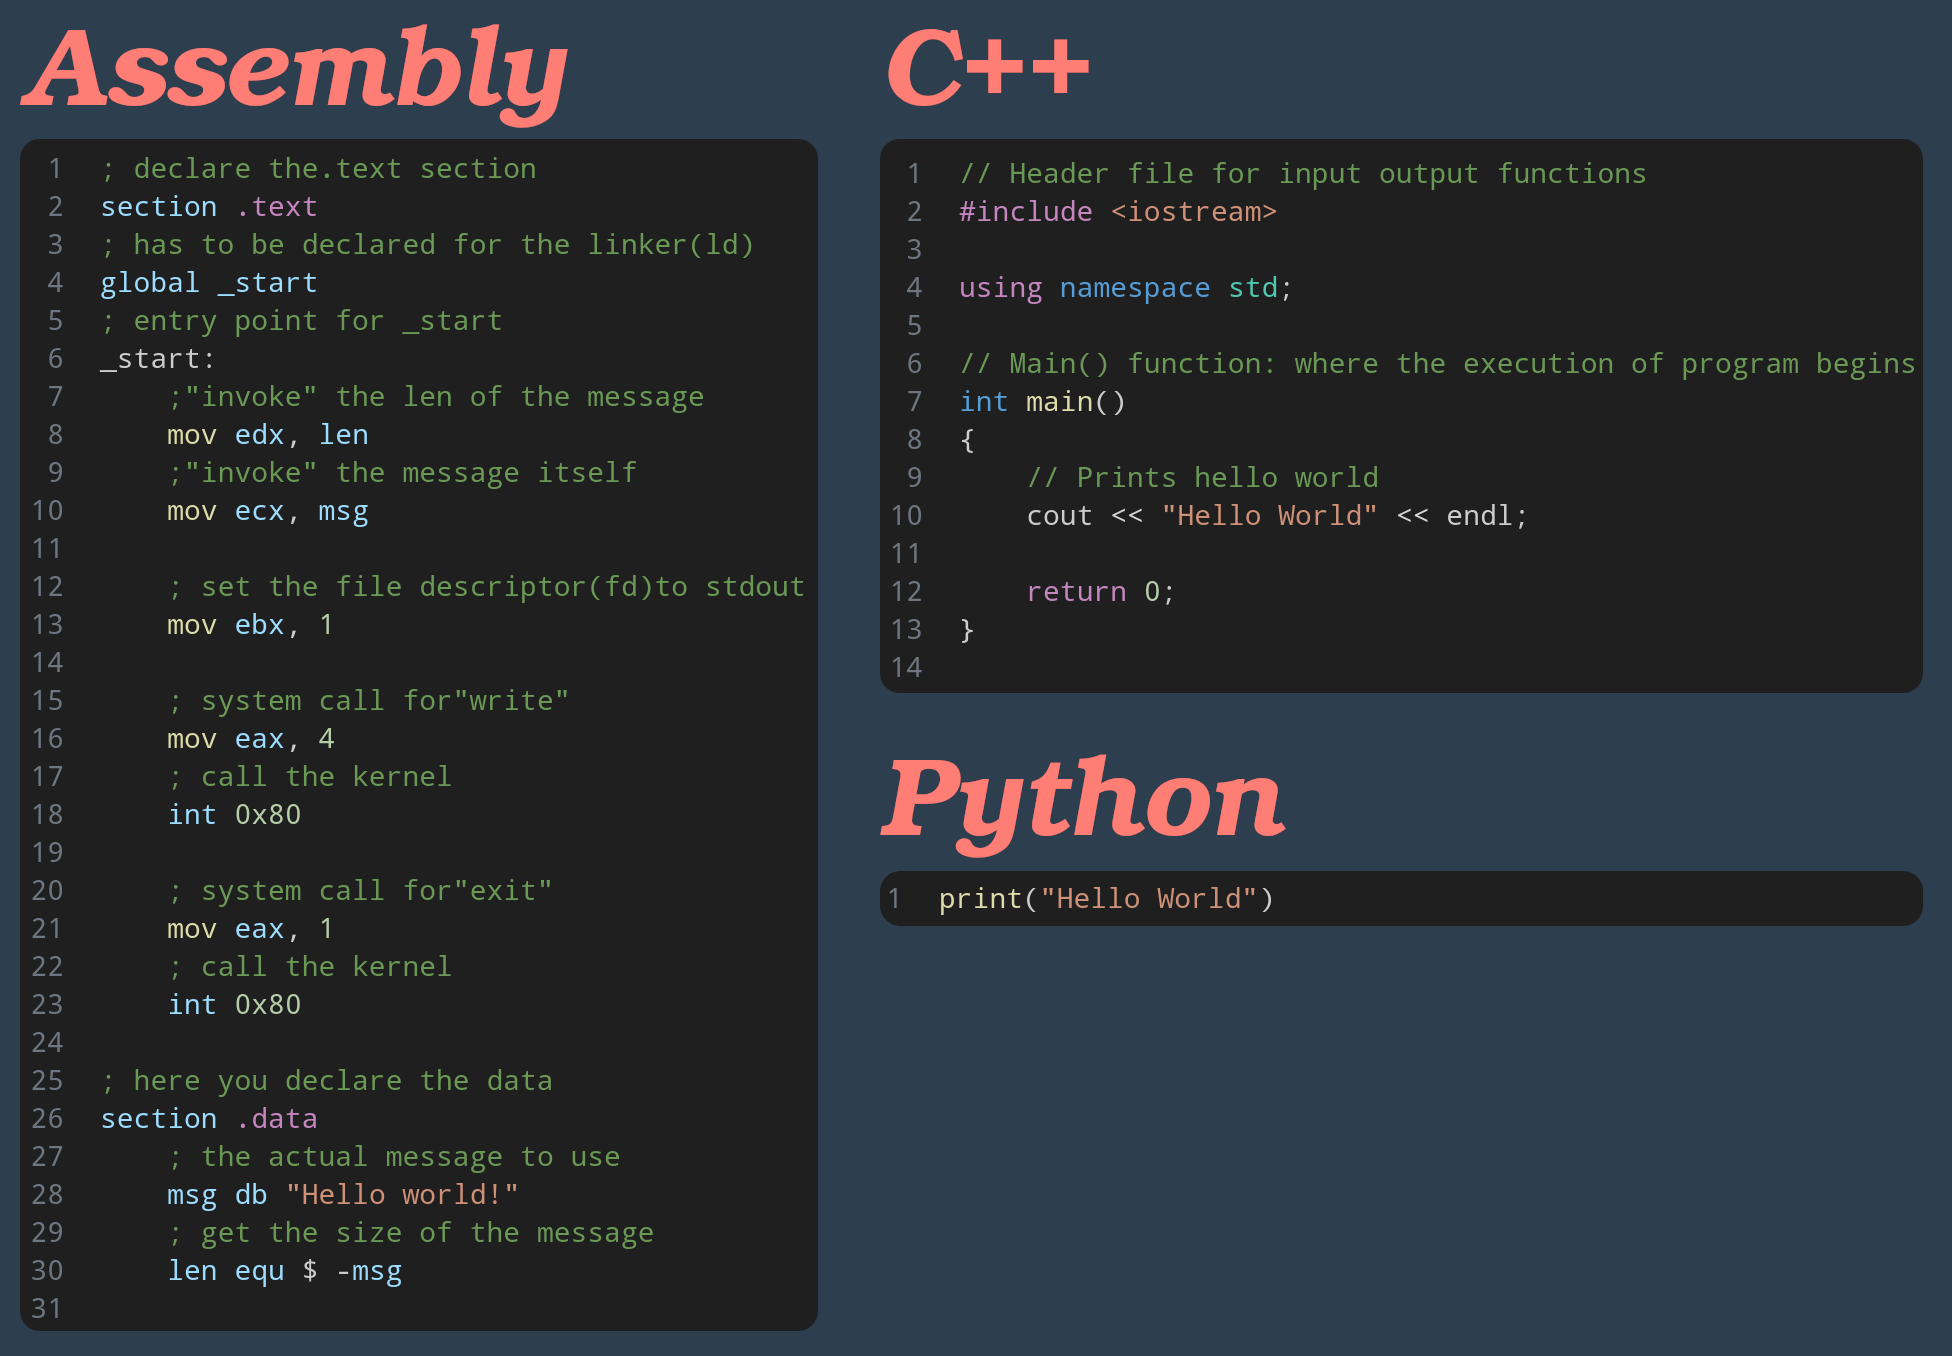 Assembly
1 ; declare the.text section
2 section .text
3 ; has to be declared for the linker(ld)
4 global _start
5 ; entry point for _start
6 _start:
7     ;"invoke" the len of the message
8     mov edx, len
9     ;"invoke" the message itself
10     mov ecx, msg
11
12     ; set the file descriptor(fd)to stdout
13     mov ebx, 1
14
15     ; system call for"write"
16     mov eax, 4
17     ; call the kernel
18     int 0x80
19
20     ; system call for"exit"
21     mov eax, 1
22     ; call the kernel
23     int 0x80
24
25 ; here you declare the data
26 section .data
27     ; the actual message to use
28     msg db "Hello world!"
29     ; get the size of the message
30     len equ $ -msg
31
C++
1 // Header file for input output functions
2 #include <iostream>
3
4 using namespace std;
5
6 // Main() function: where the execution of program begins
7 int main()
8 {
9     // Prints hello world
10     cout << "Hello World" << endl;
11
12     return 0;
13 }
14
Python
1 print("Hello World")